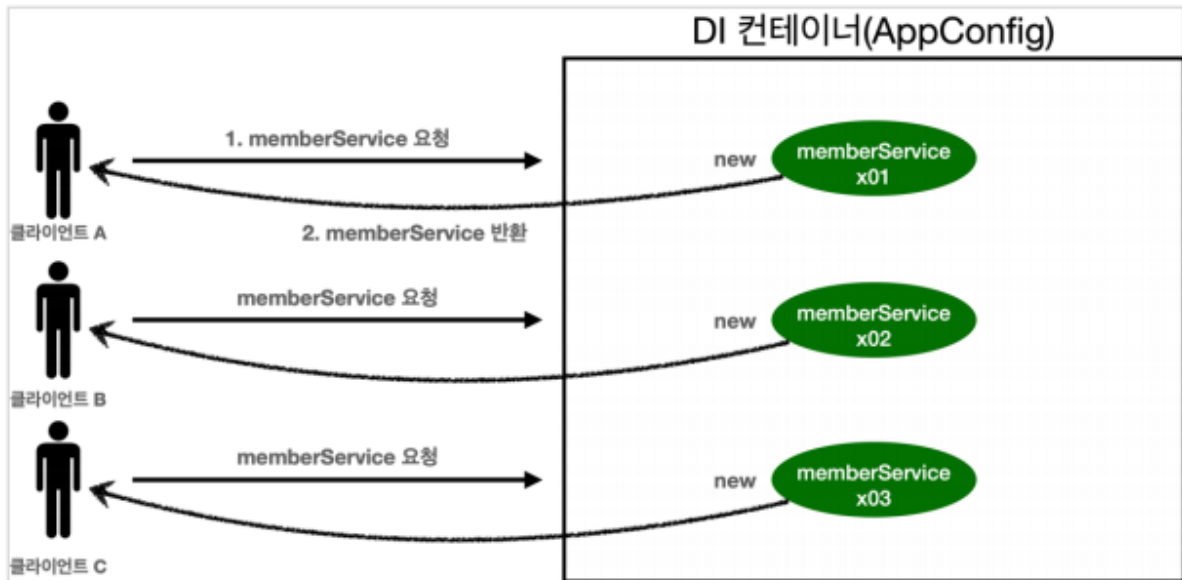 DI 컨테이너(AppConfig)
1. memberService 요청
new
memberService
x01
클라이언트 A
2. memberService 반환
memberService 요청
new
memberService
x02
클라이언트 B
memberService 요청
new
memberService
x03
클라이언트 C